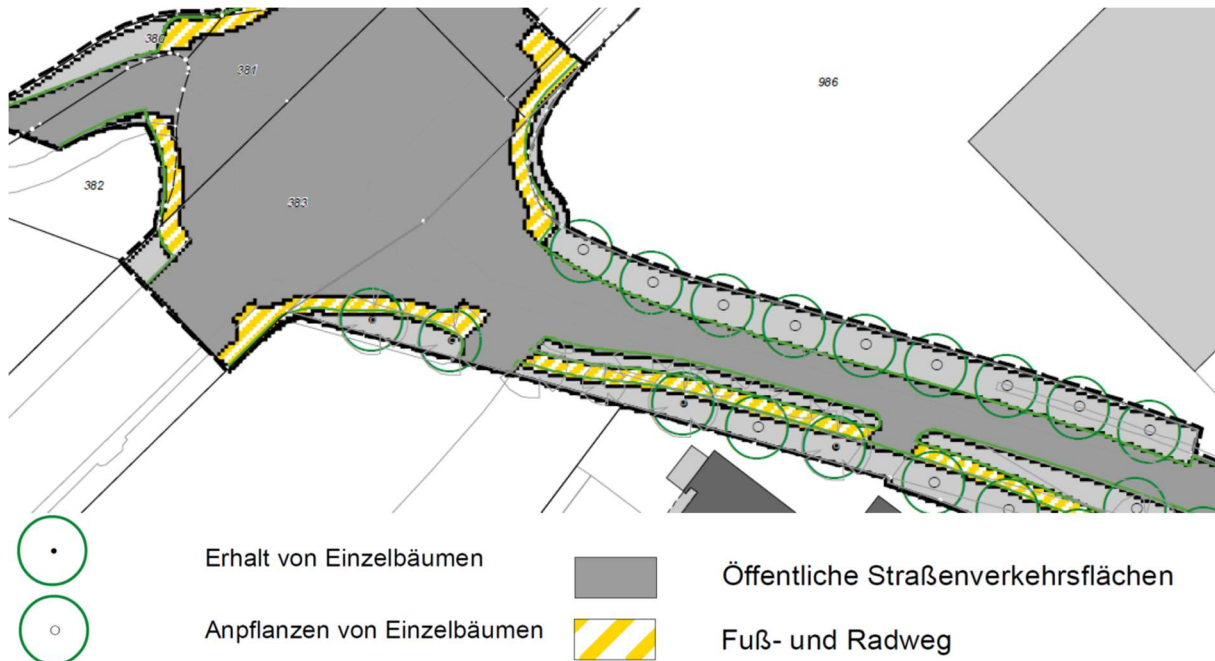 380
381
986
382
383
Erhalt von Einzelbäumen
Öffentliche Straßenverkehrsflächen
Anpflanzen von Einzelbäumen
Fuß- und Radweg